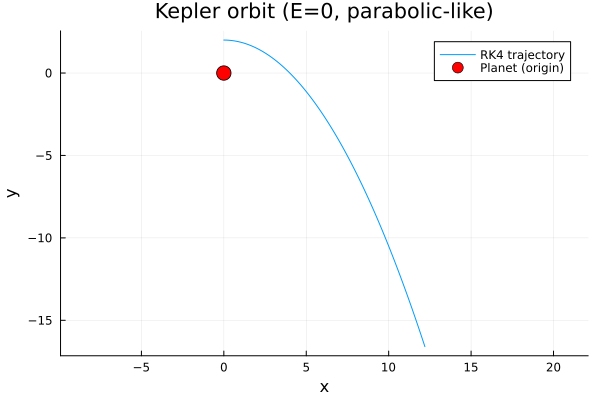 Kepler orbit (E=0, parabolic-like)
RK4 trajectory
Planet (origin)
0
−5
−10
−15
y
−5
0
5
10
15
20
x